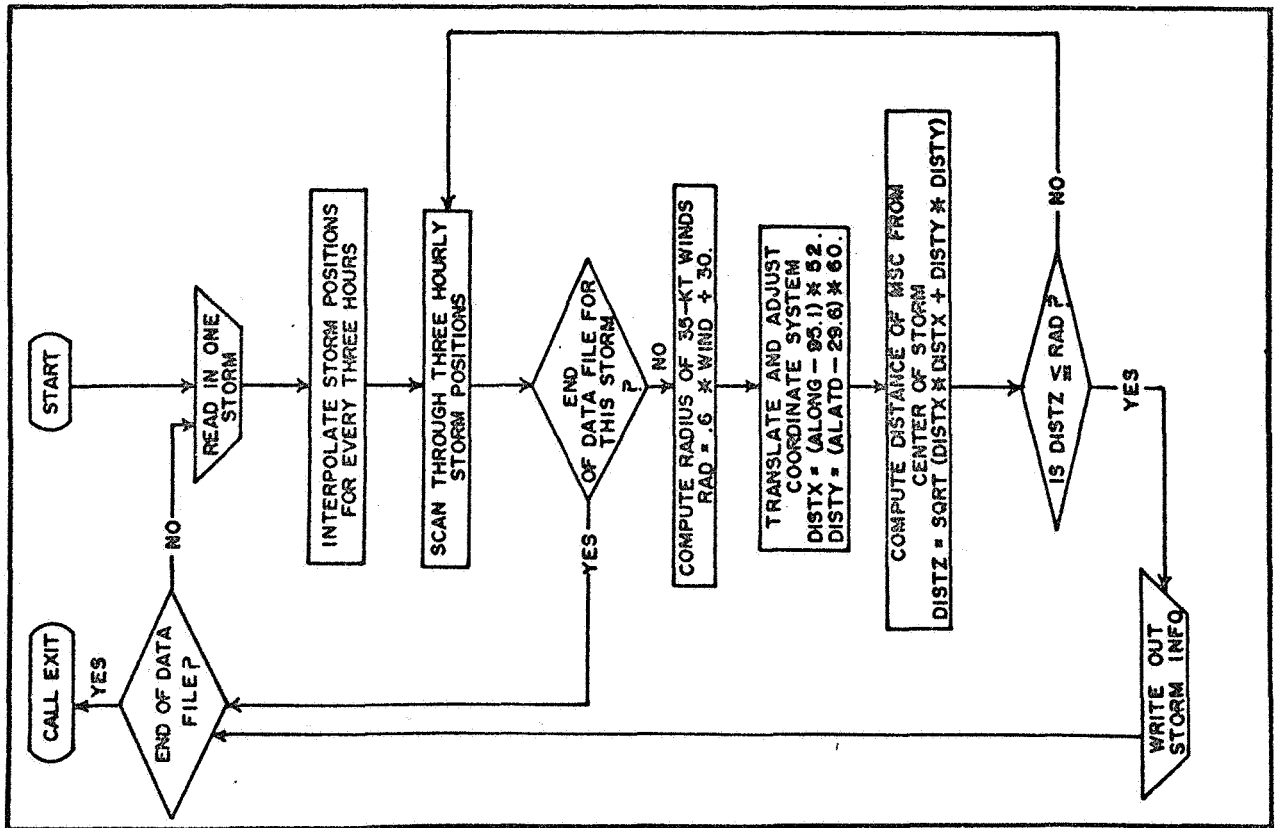 START
READ IN ONE
STORM
INTERPOLATE STORM POSITIONS
FOR EVERY THREE HOURS
SCAN THROUGH THREE HOURLY
STORM POSITIONS
END
OF DATA FILE FOR
THIS STORM
?
NO
YES
COMPUTE RADIUS OF 35-KT WINDS
RAD = .6 * WIND + 30.
TRANSLATE AND ADJUST
COORDINATE SYSTEM
DISTX = (ALONG - 95.1) * 52.
DISTY = (ALATD - 29.6) * 60.
COMPUTE DISTANCE OF MSC FROM
CENTER OF STORM
DISTZ = SQRT (DISTX * DISTX + DISTY * DISTY)
IS DISTZ ≤ RAD ?
NO
YES
WRITE OUT
STORM INFO
END OF DATA
FILE?
NO
YES
CALL EXIT